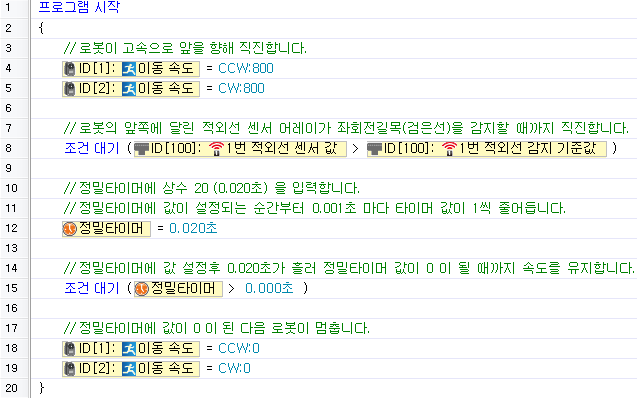 1 프로그램 시작
2 {
3 // 로봇이 고속으로 앞을 향해 직진합니다.
4 ID[1]: 이동 속도 = CCW:800
5 ID[2]: 이동 속도 = CW:800
6
7 // 로봇의 앞쪽에 달린 적외선 센서 어레이가 좌회전길목(검은선)을 감지할 때까지 직진합니다.
8 조건 대기 ( ID[100]: 1번 적외선 센서 값 > ID[100]: 1번 적외선 감지 기준값 )
9
10 // 정밀타이머에 상수 20 (0.020초) 을 입력합니다.
11 // 정밀타이머에 값이 설정되는 순간부터 0.001초 마다 타이머 값이 1씩 줄어듭니다.
12 정밀타이머 = 0.020초
13
14 // 정밀타이머에 값 설정후 0.020초가 흘러 정밀타이머 값이 0 이 될 때까지 속도를 유지합니다.
15 조건 대기 ( 정밀타이머 > 0.000초 )
16
17 // 정밀타이머에 값이 0 이 된 다음 로봇이 멈춥니다.
18 ID[1]: 이동 속도 = CCW:0
19 ID[2]: 이동 속도 = CW:0
20 }